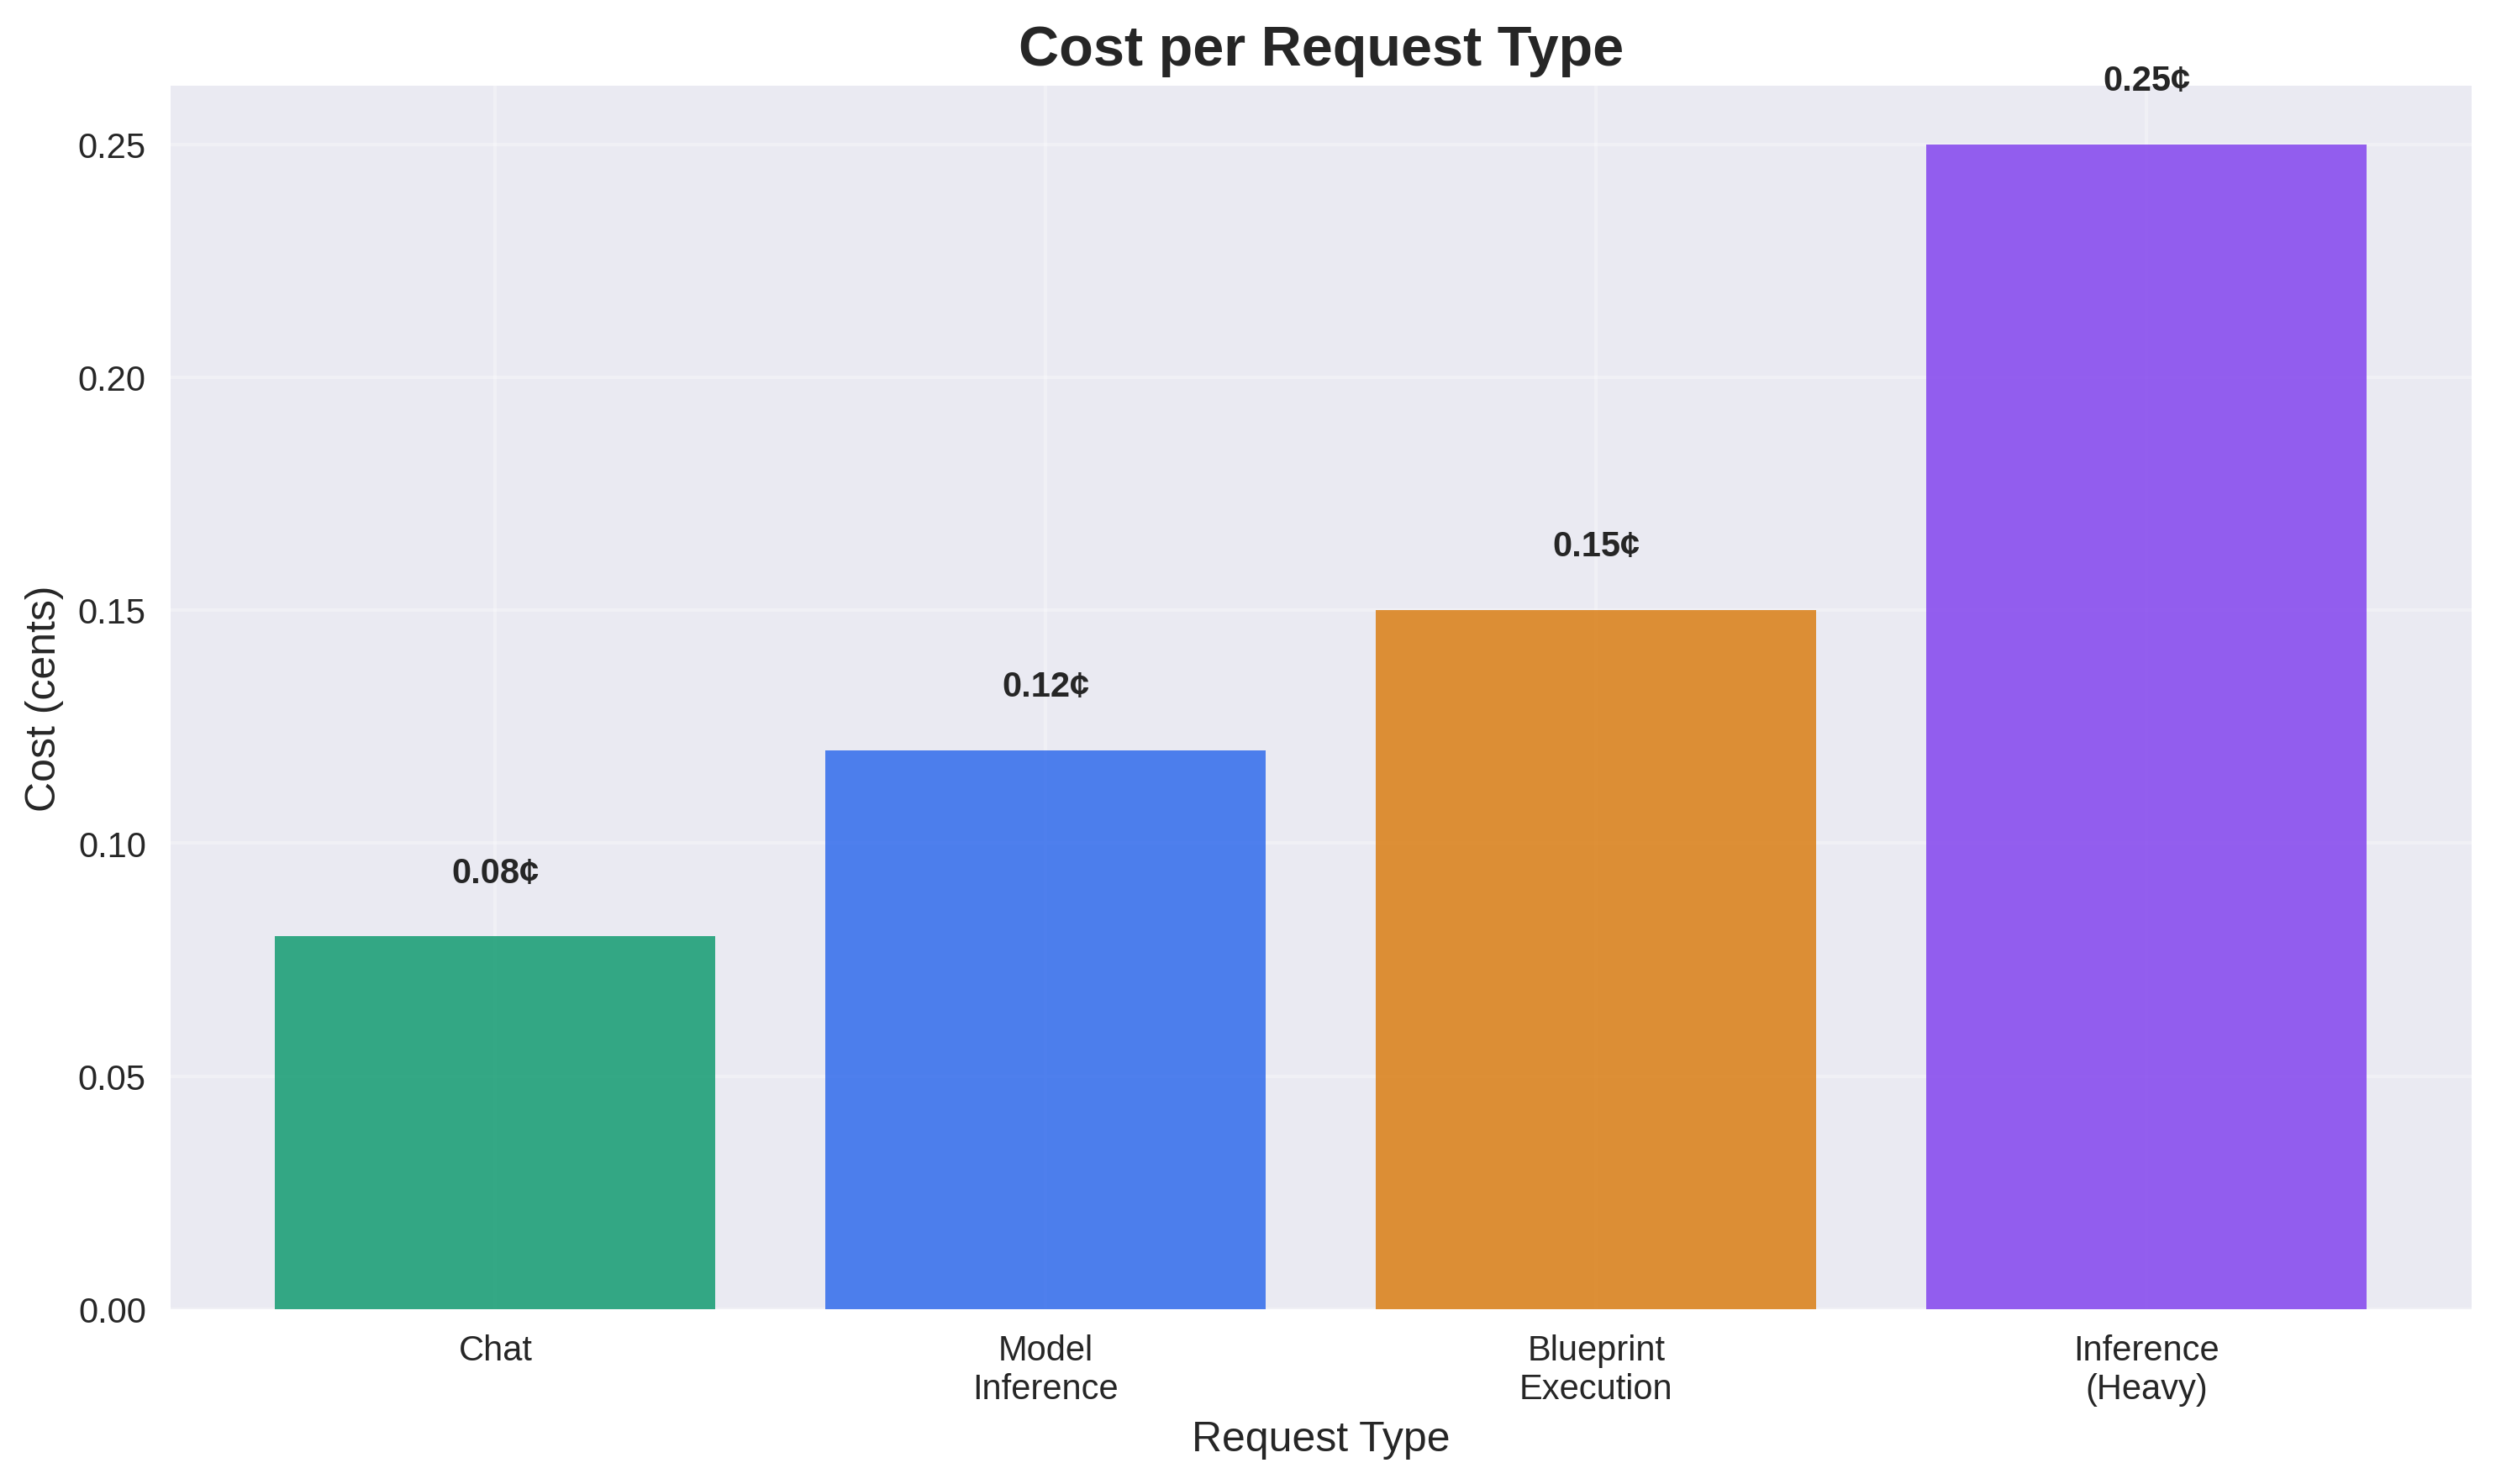 Cost per Request Type
0.25¢
0.25
0.20
0.15¢
0.15
0.12¢
0.10
0.08¢
0.05
0.00
Cost (cents)
Chat
Model
Inference
Blueprint
Execution
Inference
(Heavy)
Request Type